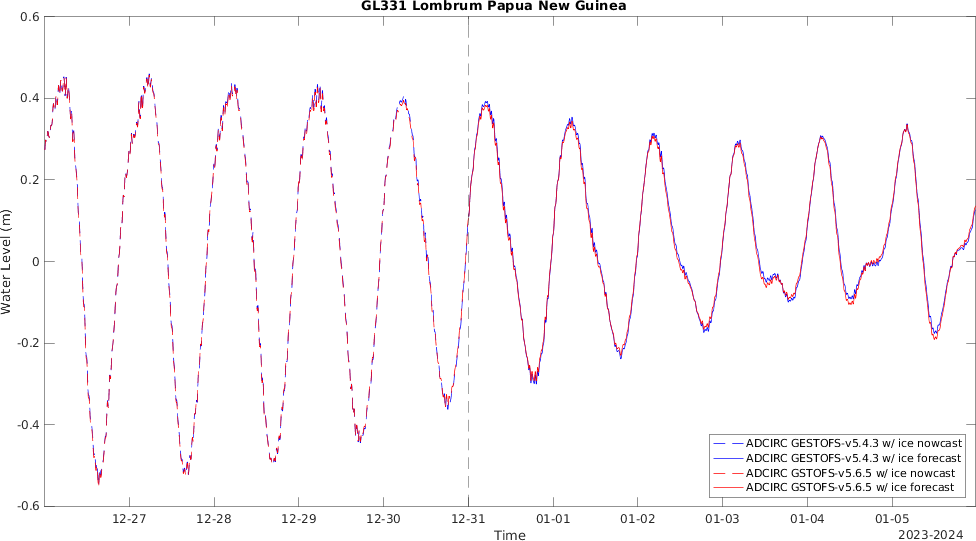 GL331 Lombrum Papua New Guinea
0.6
0.4
0.2
0
-0.2
-0.4
-0.6
Water Level (m)
ADCIRC GESTOFS-v5.4.3 w/ ice nowcast
ADCIRC GESTOFS-v5.4.3 w/ ice forecast
ADCIRC GSTOFS-v5.6.5 w/ ice nowcast
ADCIRC GSTOFS-v5.6.5 w/ ice forecast
12-27 12-28 12-29 12-30 12-31 01-01 01-02 01-03 01-04 01-05
Time
2023-2024